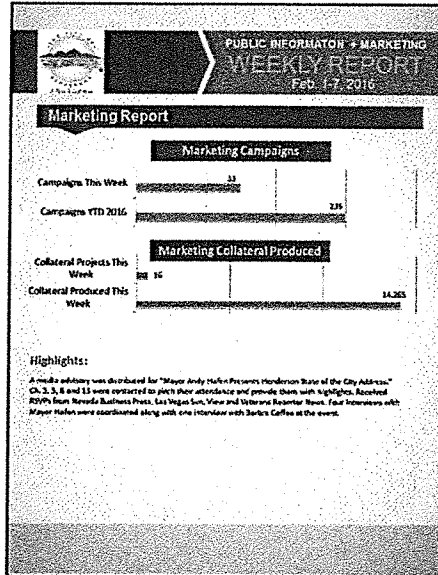 PUBLIC INFORMATON + MARKETING
WEEKLY REPORT
Feb. 1-7, 2016
Marketing Report
Marketing Campaigns
Campaigns This Week
33
Campaigns YTD 2016
235
Marketing Collateral Produced
Collateral Projects This
Week
16
Collateral Produced This
Week
14,265
Highlights:
A media advisory was distributed for "Mayor Andy Hafen Presents Henderson State of the City Address."
Ch. 3, 5, 8 and 13 were contacted to pitch their attendance and provide them with highlights. Received
RSVPs from Nevada Business Press, Las Vegas Sun, View and Veterans Reporter News. Four interviews with
Mayor Hafen were coordinated along with one interview with Coffee at the event.